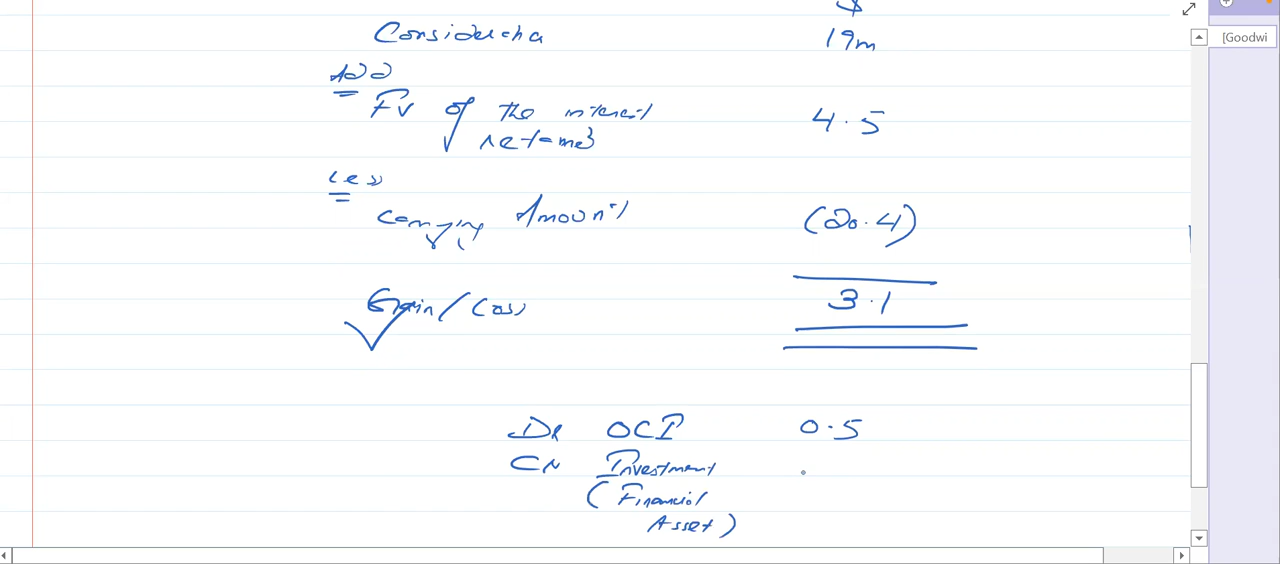 $
Consideration 19m
Add
FV of the interest 4.5
retained
Less
Carrying Amount (20.4)
Gain/Loss 3.1
DR OCI 0.5
CR Investment
(Financial
Asset)
[Goodwi